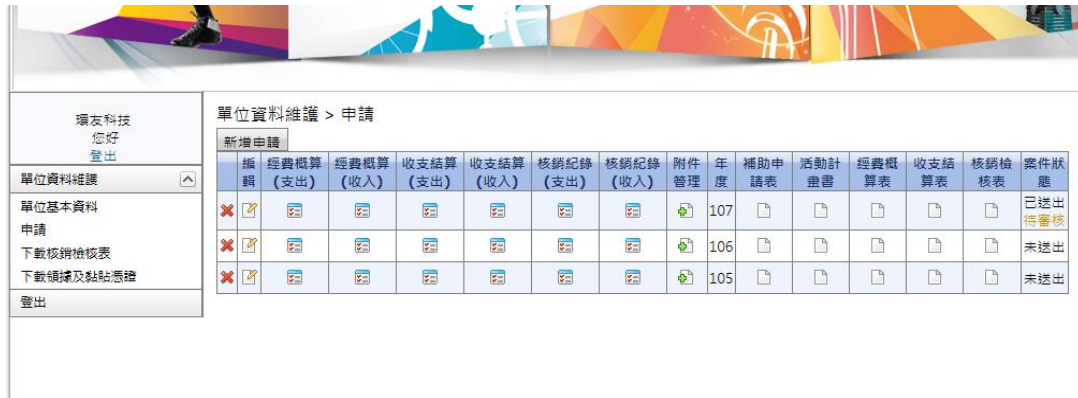 環友科技
您好
登出
單位資料維護
單位基本資料
申請
下載核銷檢核表
下載領據及黏貼憑證
登出
單位資料維護 > 申請
新增申請
編輯 經費概算(支出) 經費概算(收入) 收支結算(支出) 收支結算(收入) 核銷紀錄(支出) 核銷紀錄(收入) 附件管理 年度 補助申請表 活動計畫書 經費概算表 收支結算表 核銷檢核表 案件狀態
107 已送出 待審核
106 未送出
105 未送出